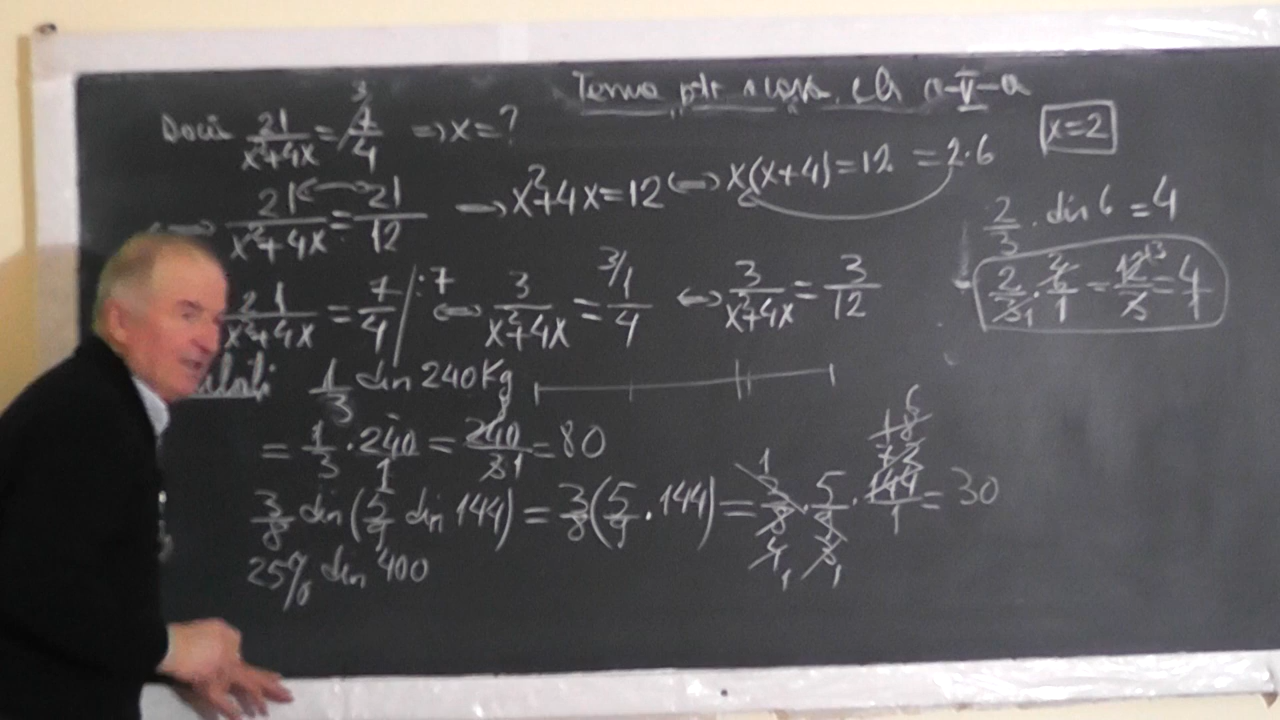 Tema ptr acasa, cls a-V-a
Dacă 21/(x²+4x) = 7/4 ⇒ x=? x=2
⟺ 21/(x²+4x) = 21/12 → x²+4x=12 ⟺ x(x+4)=12 = 2·6
2/3 din 6 = 4
2/3 · 6/1 = 12/3 = 4/1
21/(x²+4x) = 7/4 /:7 ⟺ 3/(x²+4x) = 3/1/4 ⟺ 3/(x²+4x) = 3/12
1/3 din 240 Kg
= 1/3 · 240/1 = 240/3 = 80
3/8 din (5/9 din 144) = 3/8 (5/9 · 144) = 3/8 · 5/9 · 144/1 = 30
25% din 400